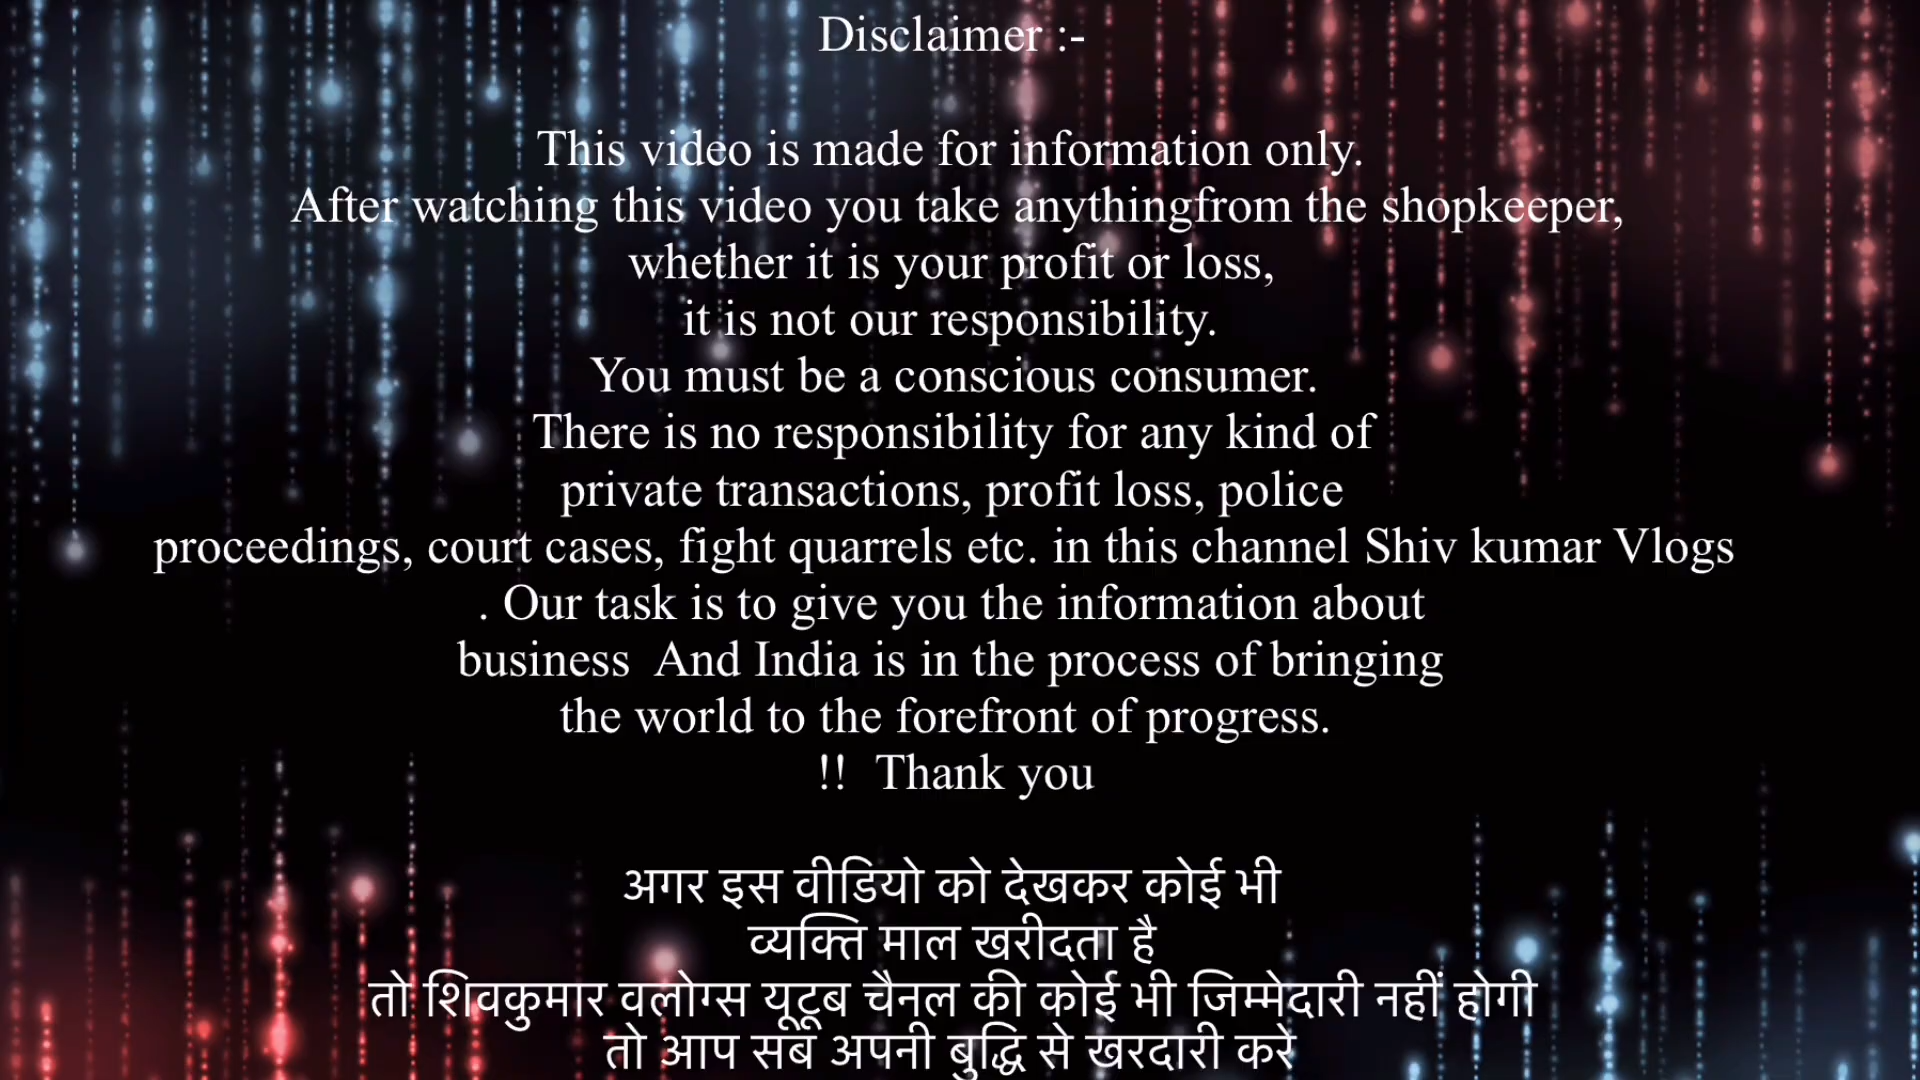 Disclaimer :-
This video is made for information only.
After watching this video you take anythingfrom the shopkeeper,
whether it is your profit or loss,
it is not our responsibility.
You must be a conscious consumer.
There is no responsibility for any kind of
private transactions, profit loss, police
proceedings, court cases, fight quarrels etc. in this channel Shiv kumar Vlogs
. Our task is to give you the information about
business  And India is in the process of bringing
the world to the forefront of progress.
!!  Thank you
अगर इस वीडियो को देखकर कोई भी
व्यक्ति माल खरीदता है
तो शिवकुमार वलोग्स यूटूब चैनल की कोई भी जिम्मेदारी नहीं होगी
तो आप सब अपनी बुद्धि से खरदारी करे